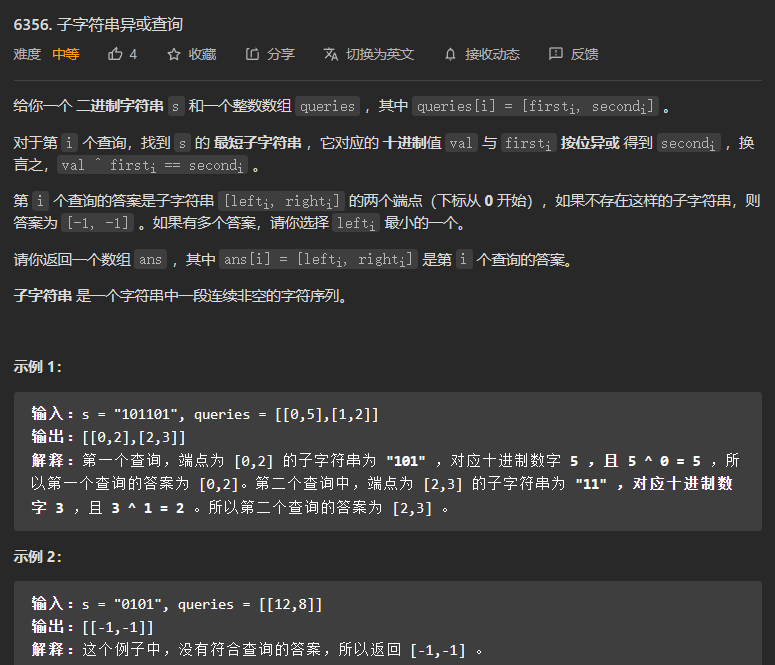 6356. 子字符串异或查询
难度 中等 4 收藏 分享 切换为英文 接收动态 反馈
给你一个 二进制字符串 s 和一个整数数组 queries ，其中 queries[i] = [firstᵢ, secondᵢ] 。
对于第 i 个查询，找到 s 的 最短子字符串 ，它对应的 十进制值 val 与 firstᵢ 按位异或 得到 secondᵢ ，换
言之，val ^ firstᵢ == secondᵢ 。
第 i 个查询的答案是子字符串 [leftᵢ, rightᵢ] 的两个端点（下标从 0 开始），如果不存在这样的子字符串，则
答案为 [-1, -1] 。如果有多个答案，请你选择 leftᵢ 最小的一个。
请你返回一个数组 ans ，其中 ans[i] = [leftᵢ, rightᵢ] 是第 i 个查询的答案。
子字符串 是一个字符串中一段连续非空的字符序列。
示例 1：
输入：s = "101101", queries = [[0,5],[1,2]]
输出：[[0,2],[2,3]]
解释：第一个查询，端点为 [0,2] 的子字符串为 "101" ，对应十进制数字 5 ，且 5 ^ 0 = 5 ，所
以第一个查询的答案为 [0,2]。第二个查询中，端点为 [2,3] 的子字符串为 "11" ，对应十进制数
字 3 ，且 3 ^ 1 = 2 。所以第二个查询的答案为 [2,3] 。
示例 2：
输入：s = "0101", queries = [[12,8]]
输出：[[-1,-1]]
解释：这个例子中，没有符合查询的答案，所以返回 [-1,-1] 。